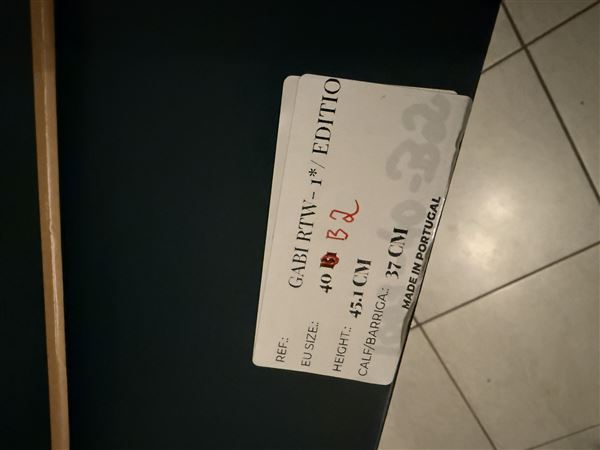 REF.: GABI RTW - 1*/ EDITIO
EU SIZE.: 40 B2
HEIGHT.: 45.1 CM
CALF/BARRIGA.: 37 CM
MADE IN PORTUGAL